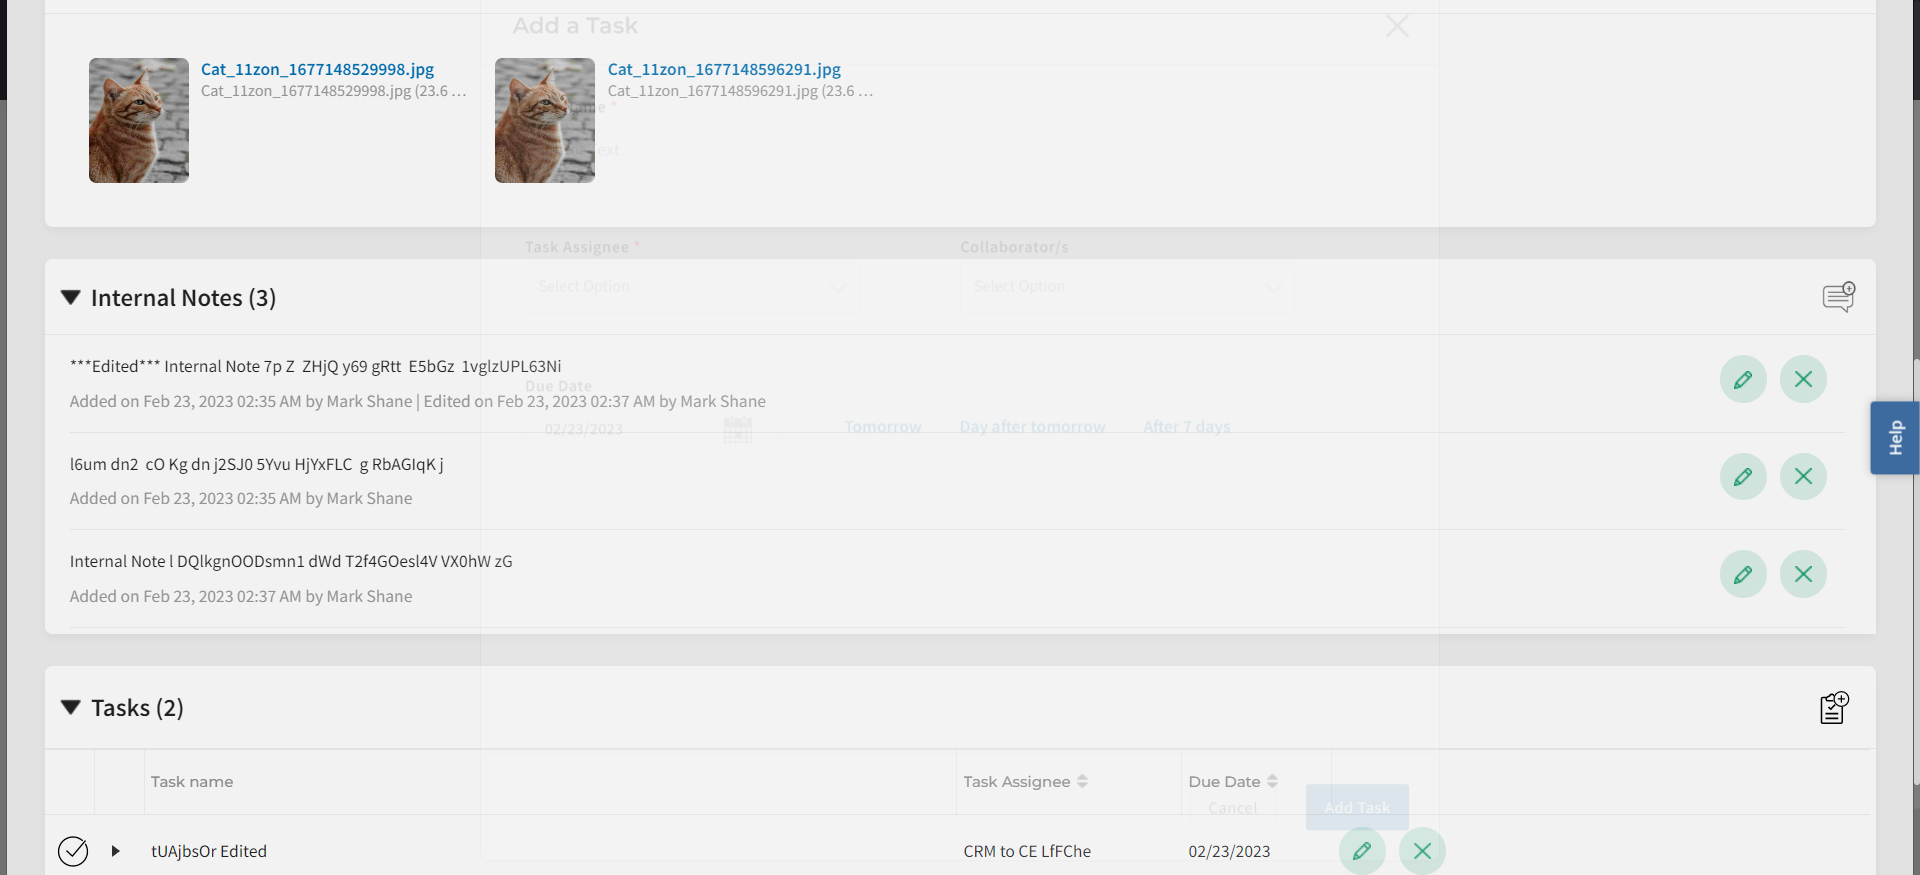 Add a Task
Cat_11zon_1677148529998.jpg
Cat_11zon_1677148529998.jpg (23.6 ...
Cat_11zon_1677148596291.jpg
Cat_11zon_1677148596291.jpg (23.6 ...
Text
Task Assignee *
Collaborator/s
Select Option
Select Option
Internal Notes (3)
***Edited*** Internal Note 7p Z ZHjQ y69 gRtt E5bGz 1vglzUPL63Ni
Due Date
Added on Feb 23, 2023 02:35 AM by Mark Shane | Edited on Feb 23, 2023 02:37 AM by Mark Shane
02/23/2023
Tomorrow
Day after tomorrow
After 7 days
Help
l6um dn2 cO Kg dn j2SJ0 5Yvu HjYxFLC g RbAGIqK j
Added on Feb 23, 2023 02:35 AM by Mark Shane
Internal Note l DQlkgnOODsmn1 dWd T2f4GOesl4V VX0hW zG
Added on Feb 23, 2023 02:37 AM by Mark Shane
Tasks (2)
Task name
Task Assignee
Due Date
Cancel
Add Task
tUAjbsOr Edited
CRM to CE LfFChe
02/23/2023